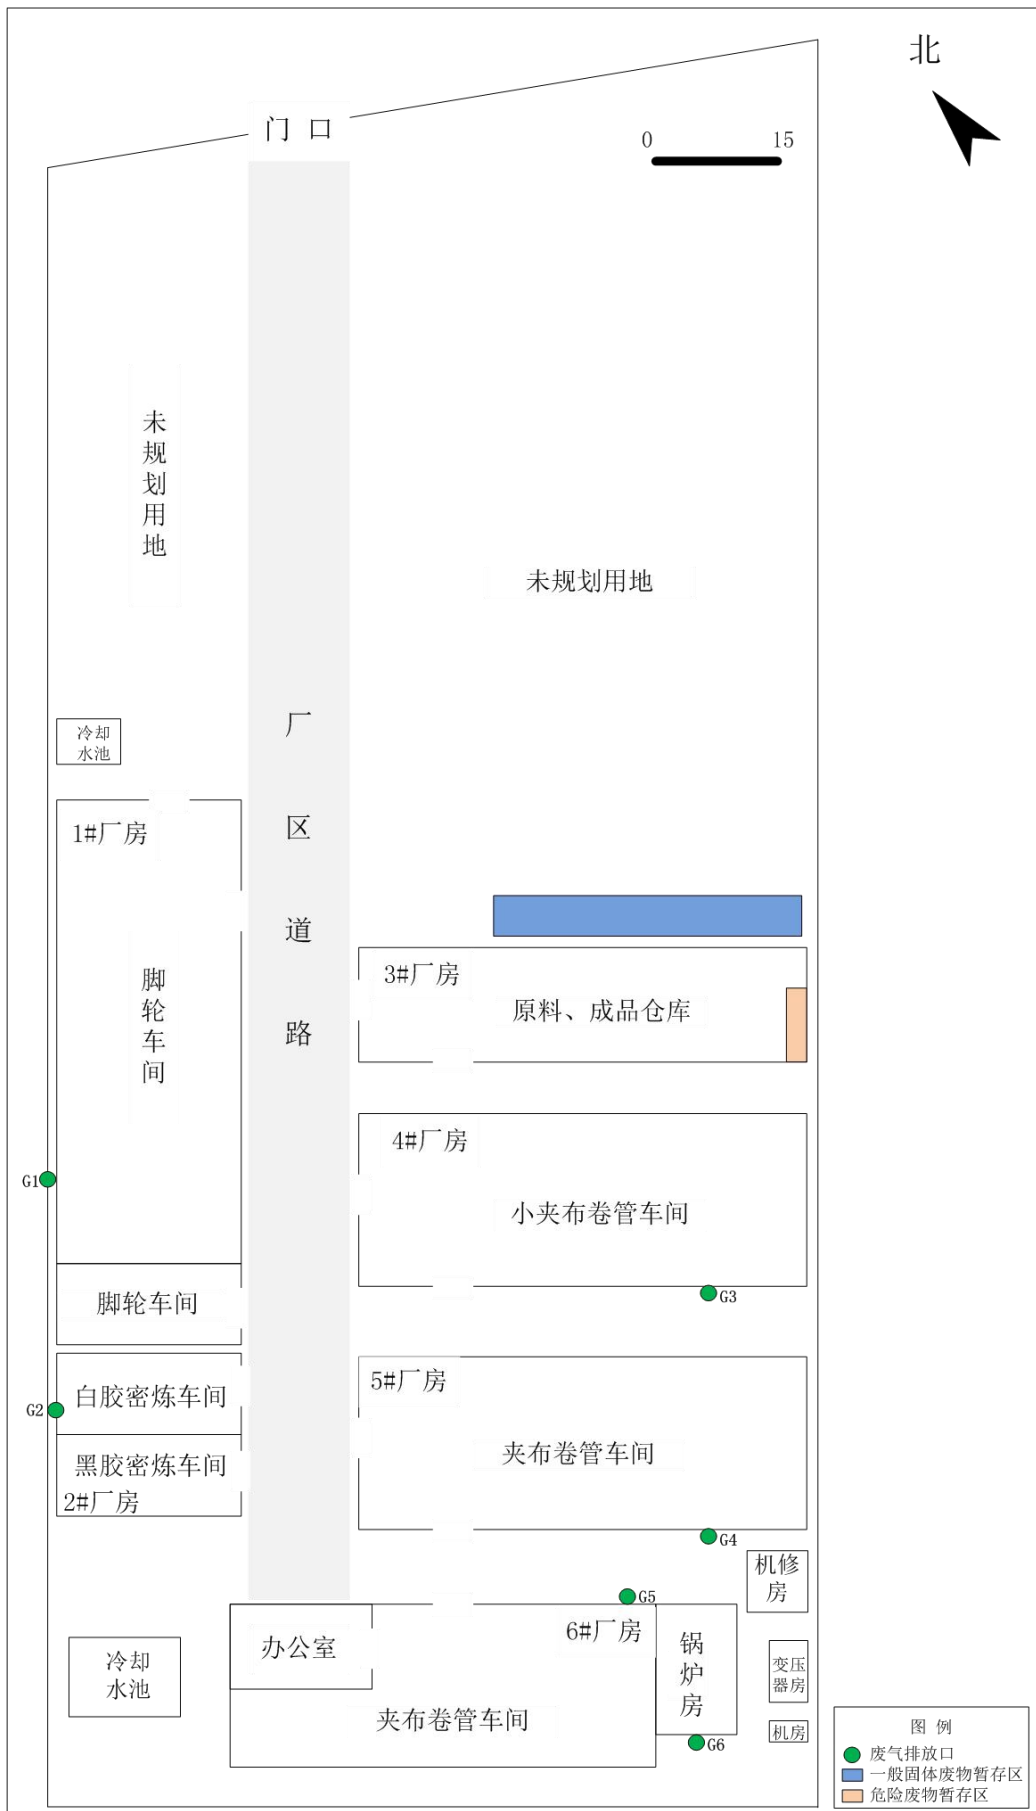 北
门 口
0 15
未规划用地
未规划用地
厂区道路
冷却
水池
1#厂房
脚轮车间
3#厂房
原料、成品仓库
4#厂房
小夹布卷管车间
G1
G3
脚轮车间
白胶密炼车间
G2
黑胶密炼车间
2#厂房
5#厂房
夹布卷管车间
G4
机修
房
G5
办公室
6#厂房
锅炉房
冷却
水池
变压
器房
夹布卷管车间
G6
机房
图 例
废气排放口
一般固体废物暂存区
危险废物暂存区